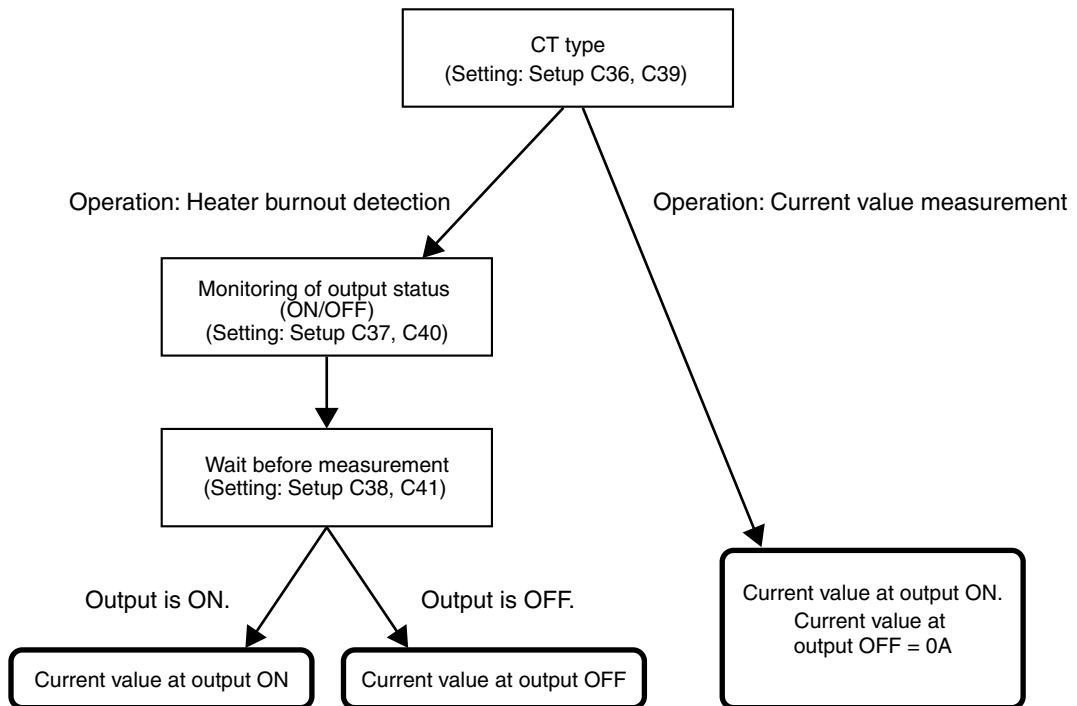 CT type
(Setting: Setup C36, C39)
Operation: Heater burnout detection
Operation: Current value measurement
Monitoring of output status
(ON/OFF)
(Setting: Setup C37, C40)
Wait before measurement
(Setting: Setup C38, C41)
Output is ON.
Output is OFF.
Current value at output ON.
Current value at
output OFF = 0A
Current value at output ON
Current value at output OFF